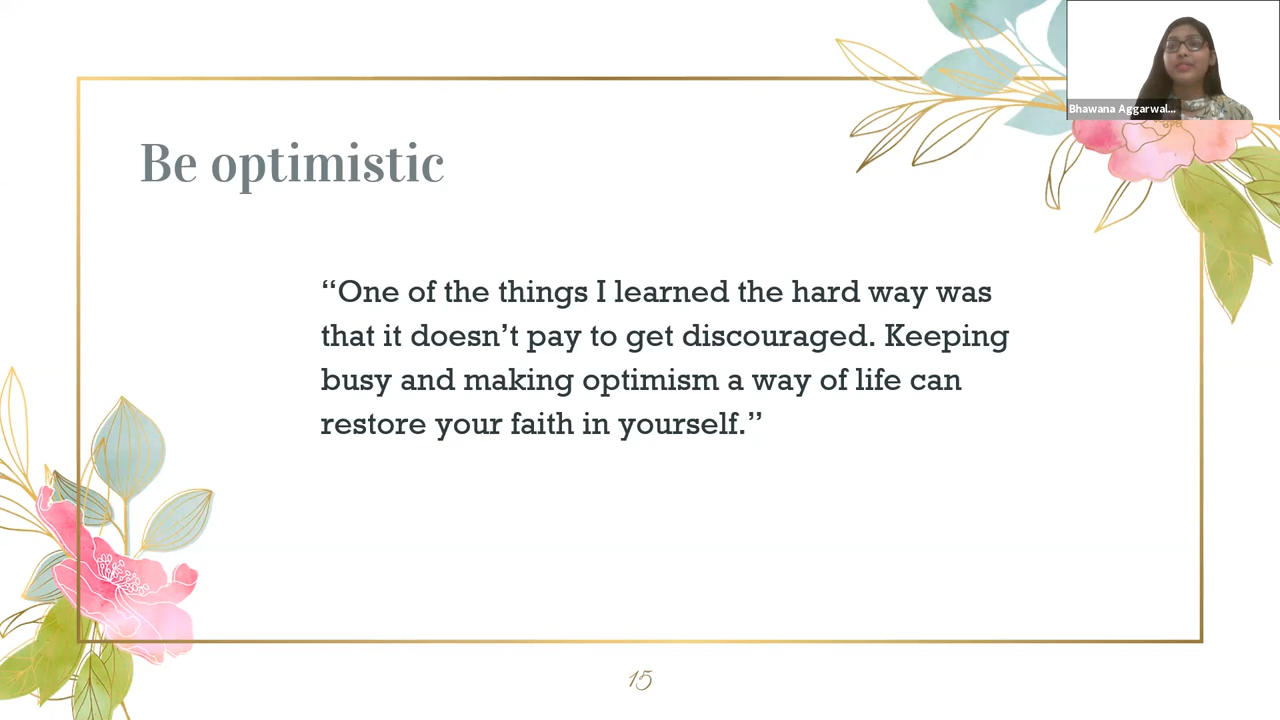 Bhawana Aggarwal...
Be optimistic
“One of the things I learned the hard way was
that it doesn’t pay to get discouraged. Keeping
busy and making optimism a way of life can
restore your faith in yourself.”
15